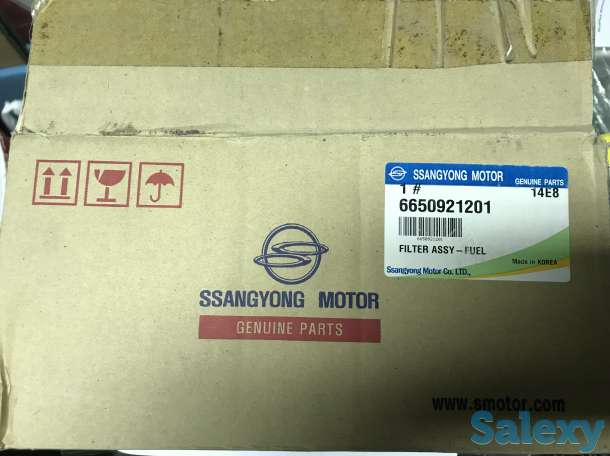 SSANGYONG MOTOR GENUINE PARTS
1 # 14E8
6650921201
6650921201
FILTER ASSY-FUEL
Ssangyong Motor Co. LTD., Made in KOREA
SSANGYONG MOTOR
GENUINE PARTS
www.smotor.com
Salexy